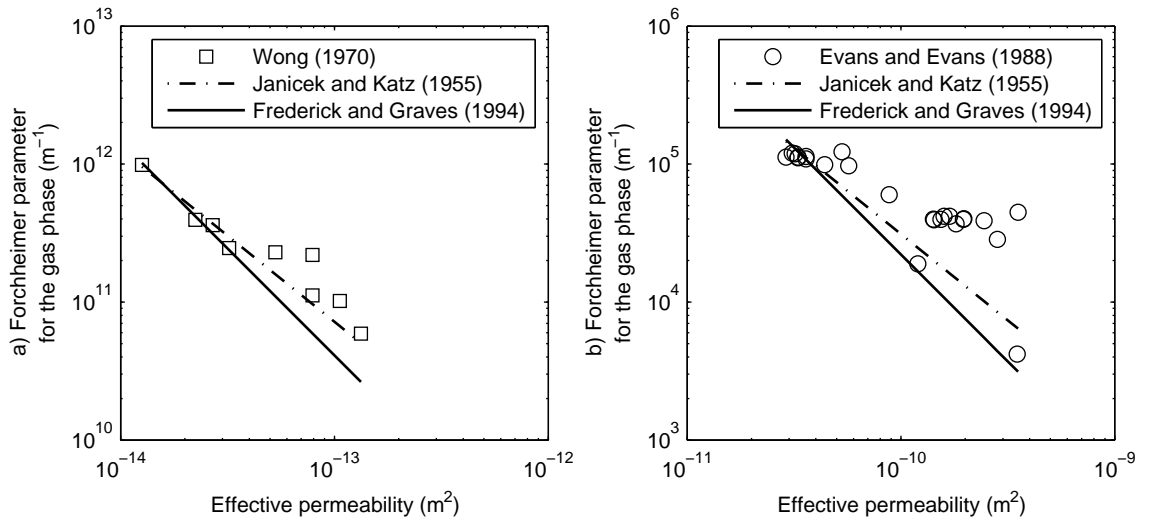 10^13
Wong (1970)
Janicek and Katz (1955)
Frederick and Graves (1994)
10^12
10^11
10^10
10^−14
10^−13
10^−12
Effective permeability (m^2)
a) Forchheimer parameter
for the gas phase (m^−1)
10^6
Evans and Evans (1988)
Janicek and Katz (1955)
Frederick and Graves (1994)
10^5
10^4
10^3
10^−11
10^−10
10^−9
Effective permeability (m^2)
b) Forchheimer parameter
for the gas phase (m^−1)